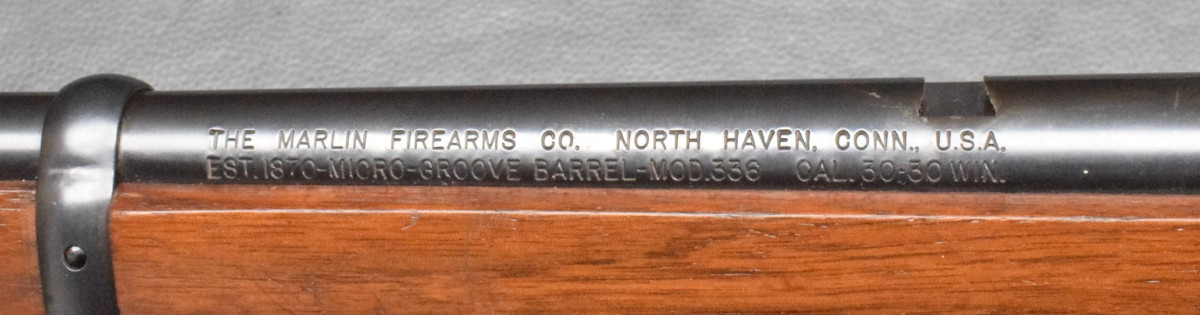 THE MARLIN FIREARMS CO. NORTH HAVEN, CONN., U.S.A.
EST.1870-MICRO-GROOVE BARREL-MOD.336 CAL. 30-30 WIN.